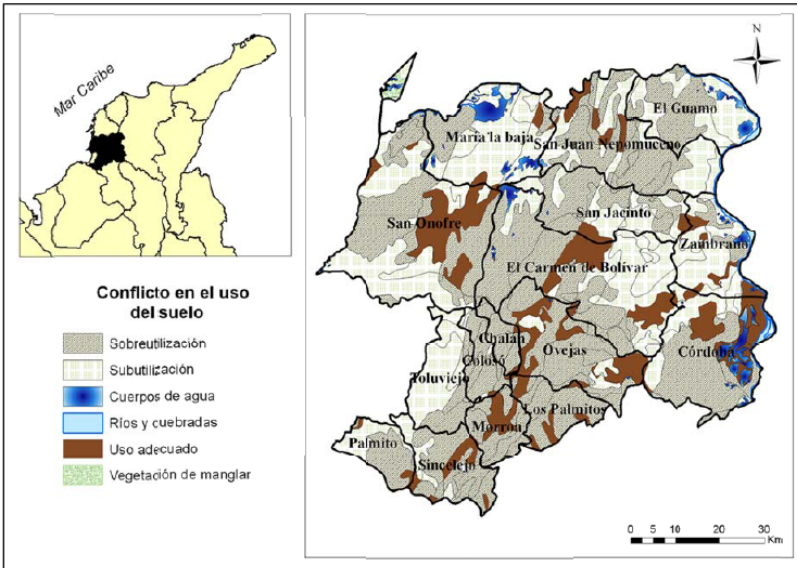 Mar Caribe
Conflicto en el uso
del suelo
Sobreutilización
Subutilización
Cuerpos de agua
Ríos y quebradas
Uso adecuado
Vegetación de manglar
N
El Guamo
María la baja
San Juan Nepomuceno
San Onofre
San Jacinto
Zambrano
El Carmen de Bolívar
Chalán
Colosó
Ovejas
Córdoba
Toluviejo
Los Palmitos
Morroa
Palmito
Sincelejo
0 5 10 20 30
Km